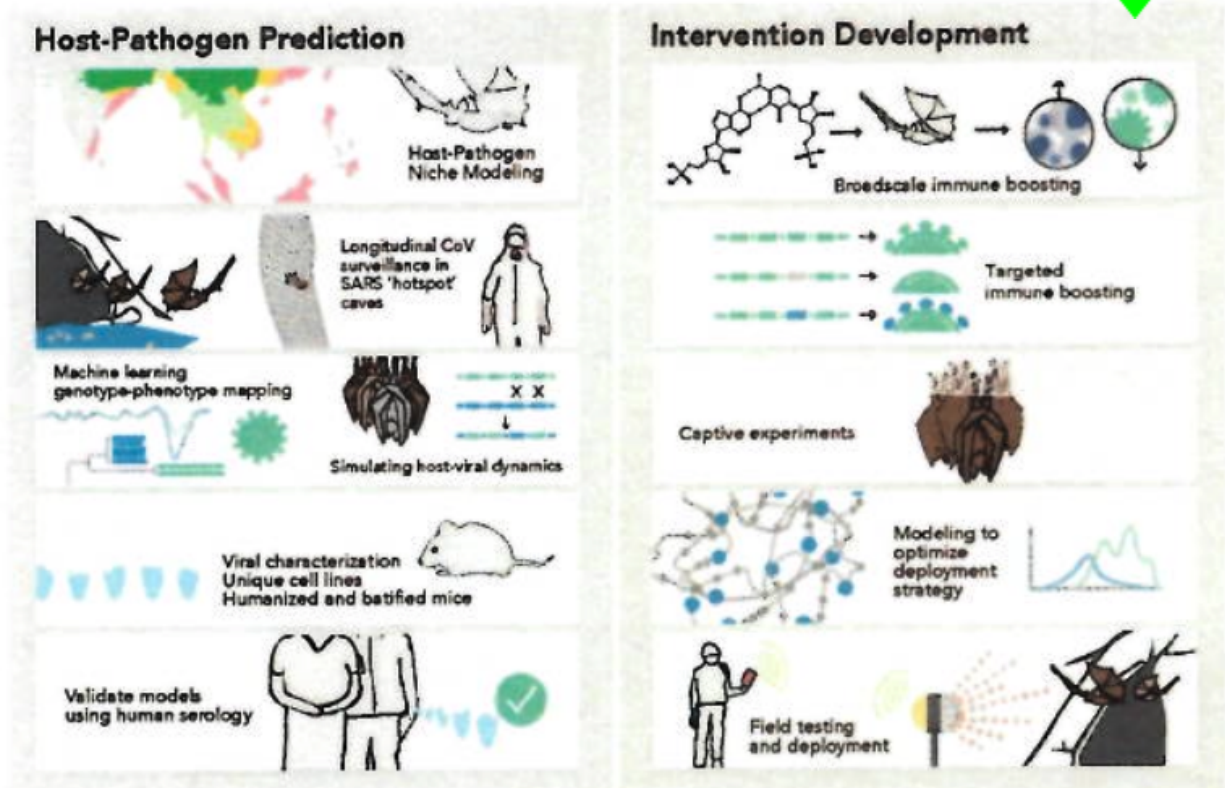 Host-Pathogen Prediction
Host-Pathogen
Niche Modeling
Longitudinal CoV
surveillance in
SARS 'hotspot'
caves
Machine learning
genotype-phenotype mapping
X X
Simulating host-viral dynamics
Viral characterization
Unique cell lines
Humanized and batified mice
Validate models
using human serology
Intervention Development
Broadscale immune boosting
Targeted
immune boosting
Captive experiments
Modeling to
optimize
deployment
strategy
Field testing
and deployment